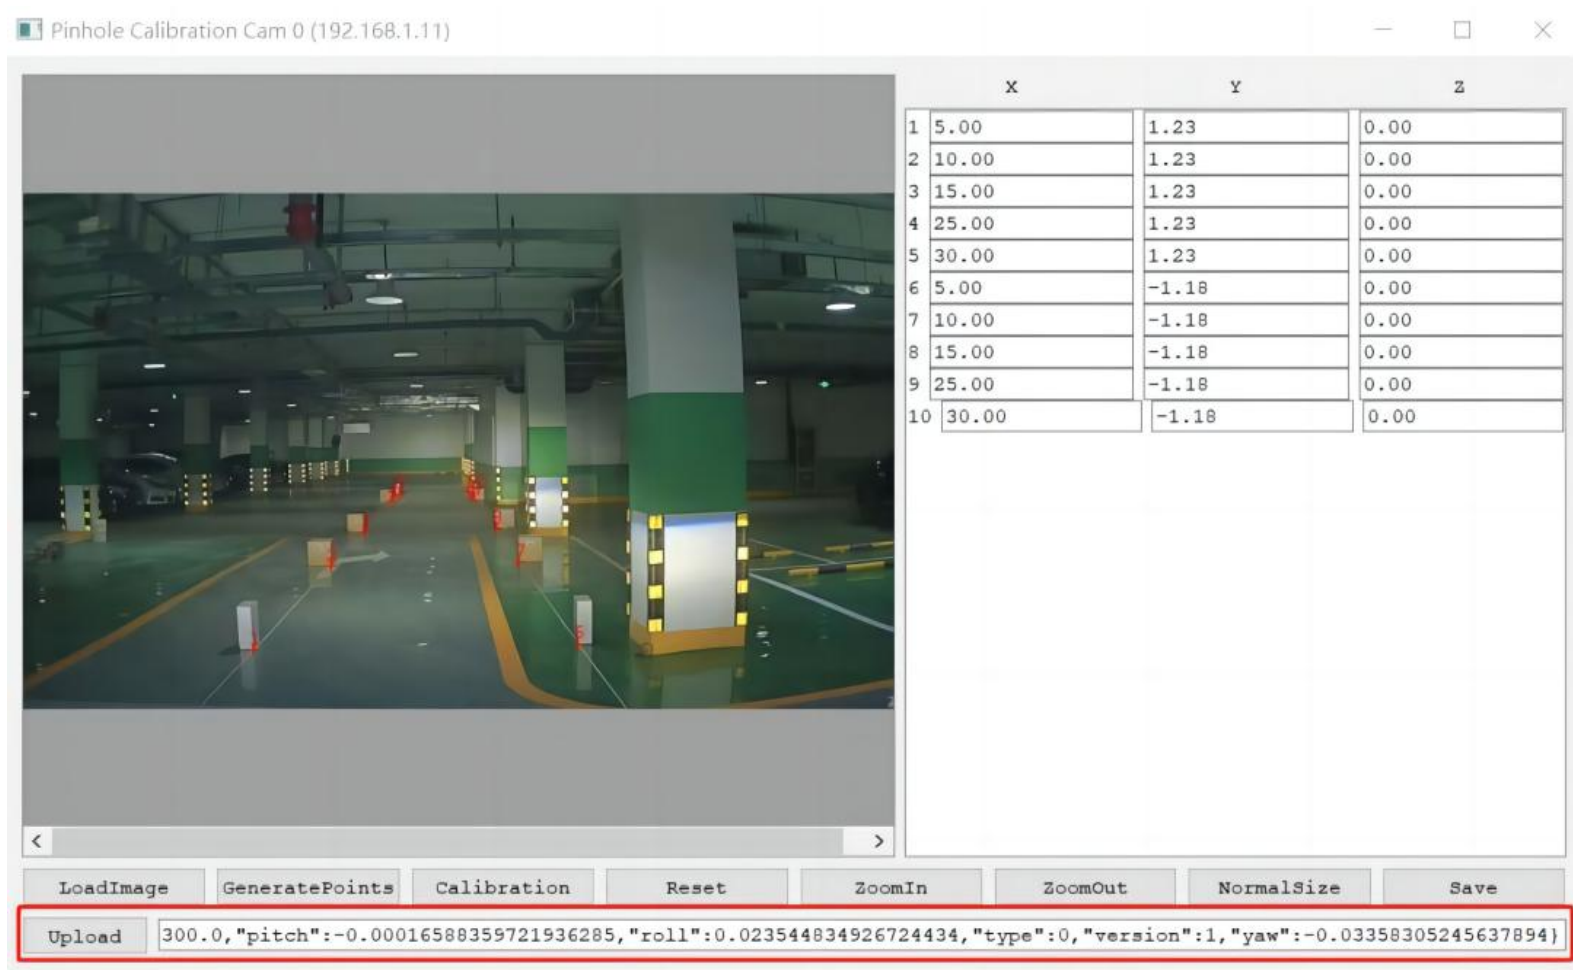 Pinhole Calibration Cam 0 (192.168.1.11)
X Y Z
1 5.00 1.23 0.00
2 10.00 1.23 0.00
3 15.00 1.23 0.00
4 25.00 1.23 0.00
5 30.00 1.23 0.00
6 5.00 -1.18 0.00
7 10.00 -1.18 0.00
8 15.00 -1.18 0.00
9 25.00 -1.18 0.00
10 30.00 -1.18 0.00
7
1
6
LoadImage GeneratePoints Calibration Reset ZoomIn ZoomOut NormalSize Save
Upload 300.0,"pitch":-0.00016588359721936285,"roll":0.023544834926724434,"type":0,"version":1,"yaw":-0.03358305245637894}